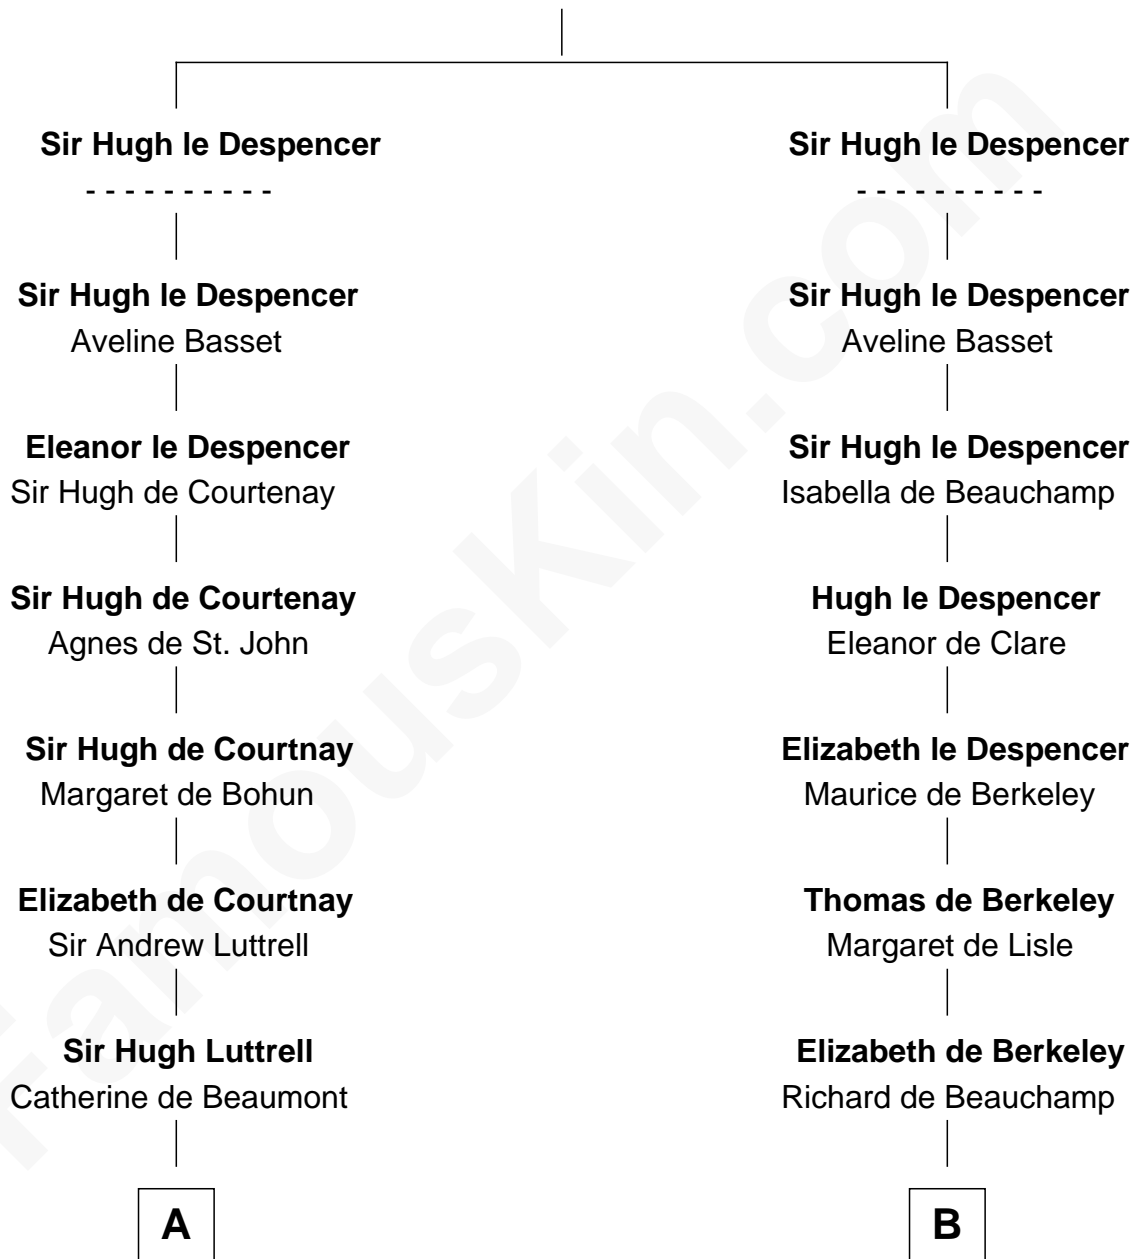 Sir Hugh le Despencer
- - - - - - - - - -
Sir Hugh le Despencer
Aveline Basset
Eleanor le Despencer
Sir Hugh de Courtenay
Sir Hugh de Courtenay
Agnes de St. John
Sir Hugh de Courtnay
Margaret de Bohun
Elizabeth de Courtnay
Sir Andrew Luttrell
Sir Hugh Luttrell
Catherine de Beaumont
A
Sir Hugh le Despencer
- - - - - - - - - -
Sir Hugh le Despencer
Aveline Basset
Sir Hugh le Despencer
Isabella de Beauchamp
Hugh le Despencer
Eleanor de Clare
Elizabeth le Despencer
Maurice de Berkeley
Thomas de Berkeley
Margaret de Lisle
Elizabeth de Berkeley
Richard de Beauchamp
B
FamousKin.com